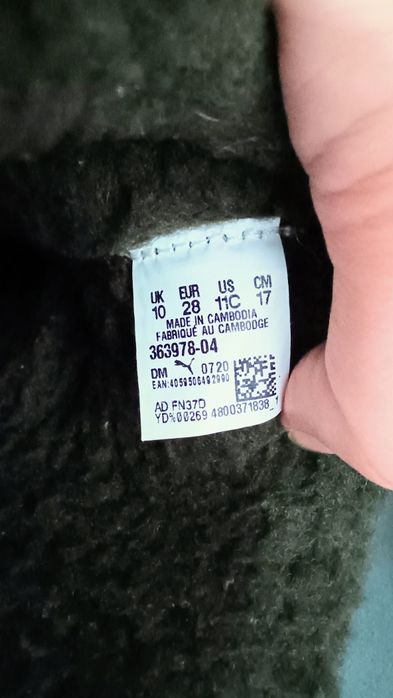 UK EUR US CM
10 28 11C 17
MADE IN CAMBODIA
FABRIQUÉ AU CAMBODGE
363978-04
DM 0720
EAN:4059506492990
AD FN37D
YD%00269 4800371838_1